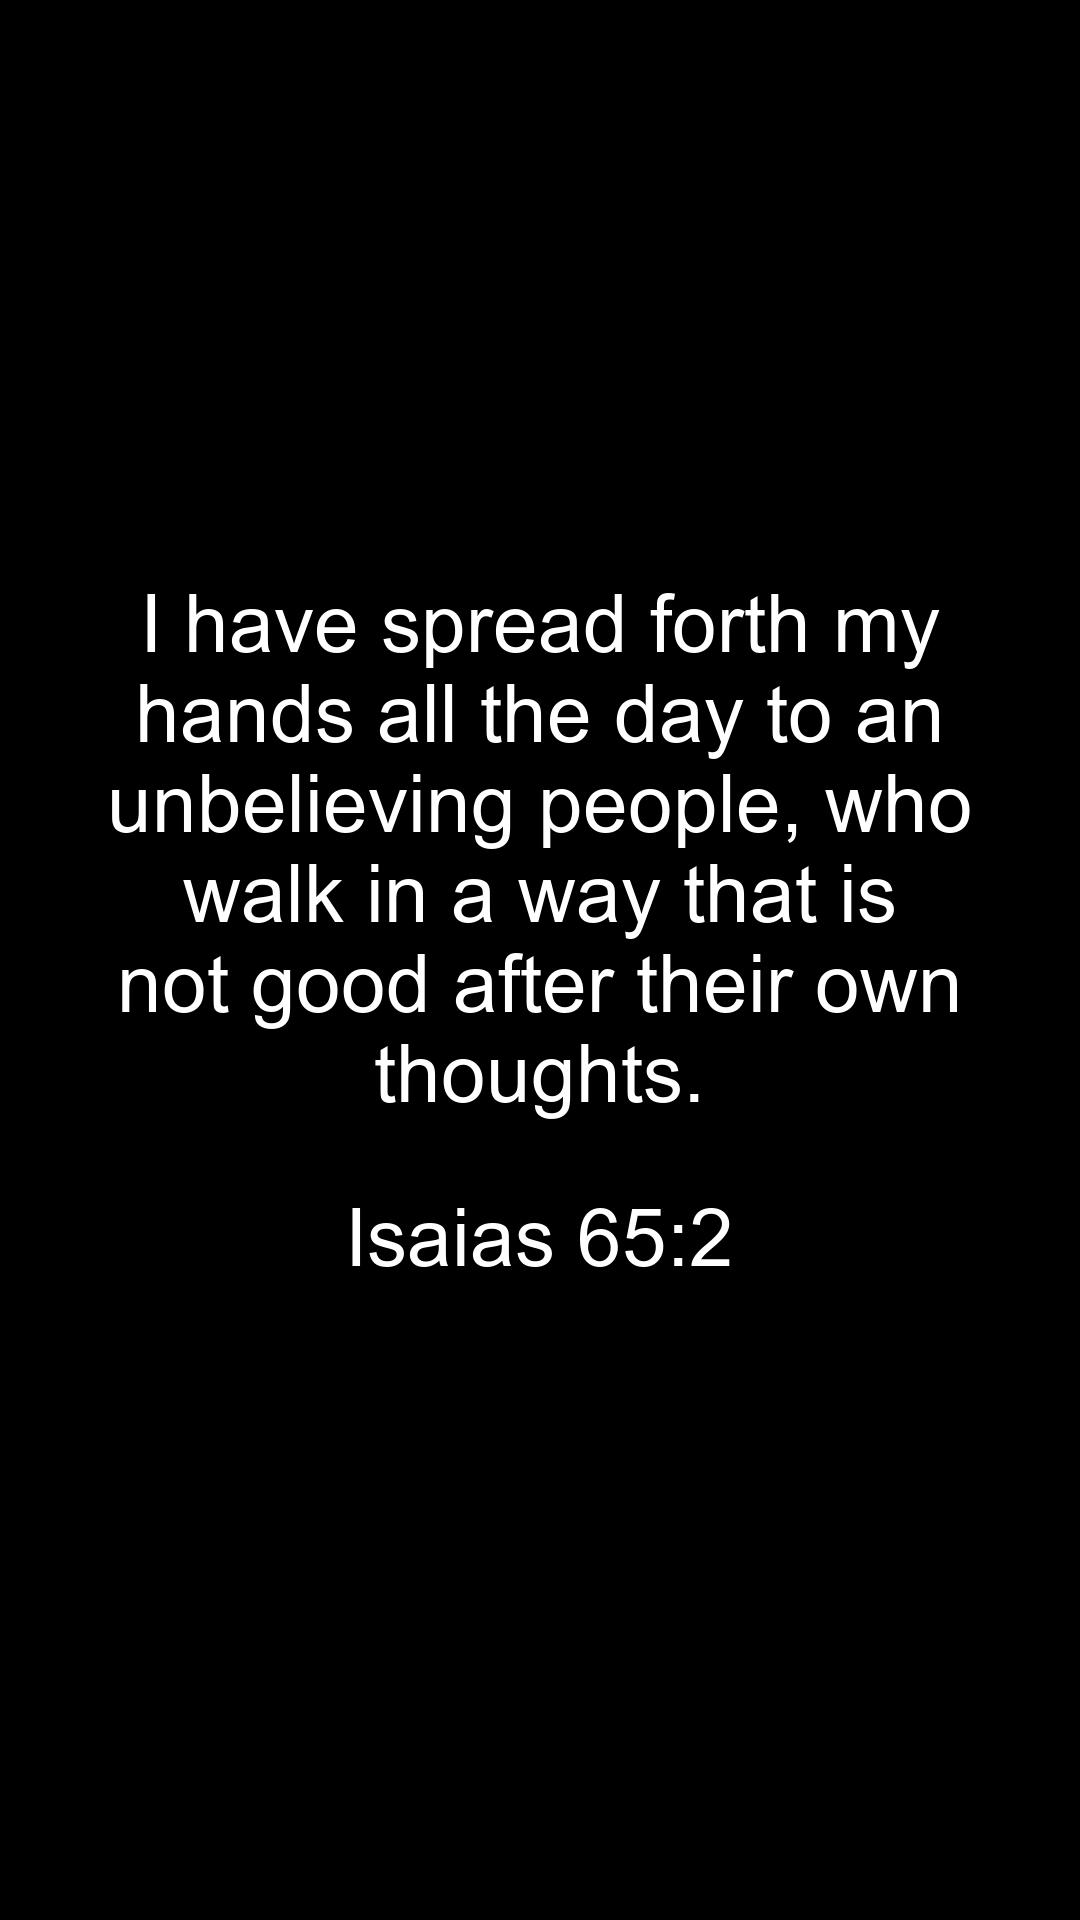 I have spread forth my
hands all the day to an
unbelieving people, who
walk in a way that is
not good after their own
thoughts.
Isaias 65:2